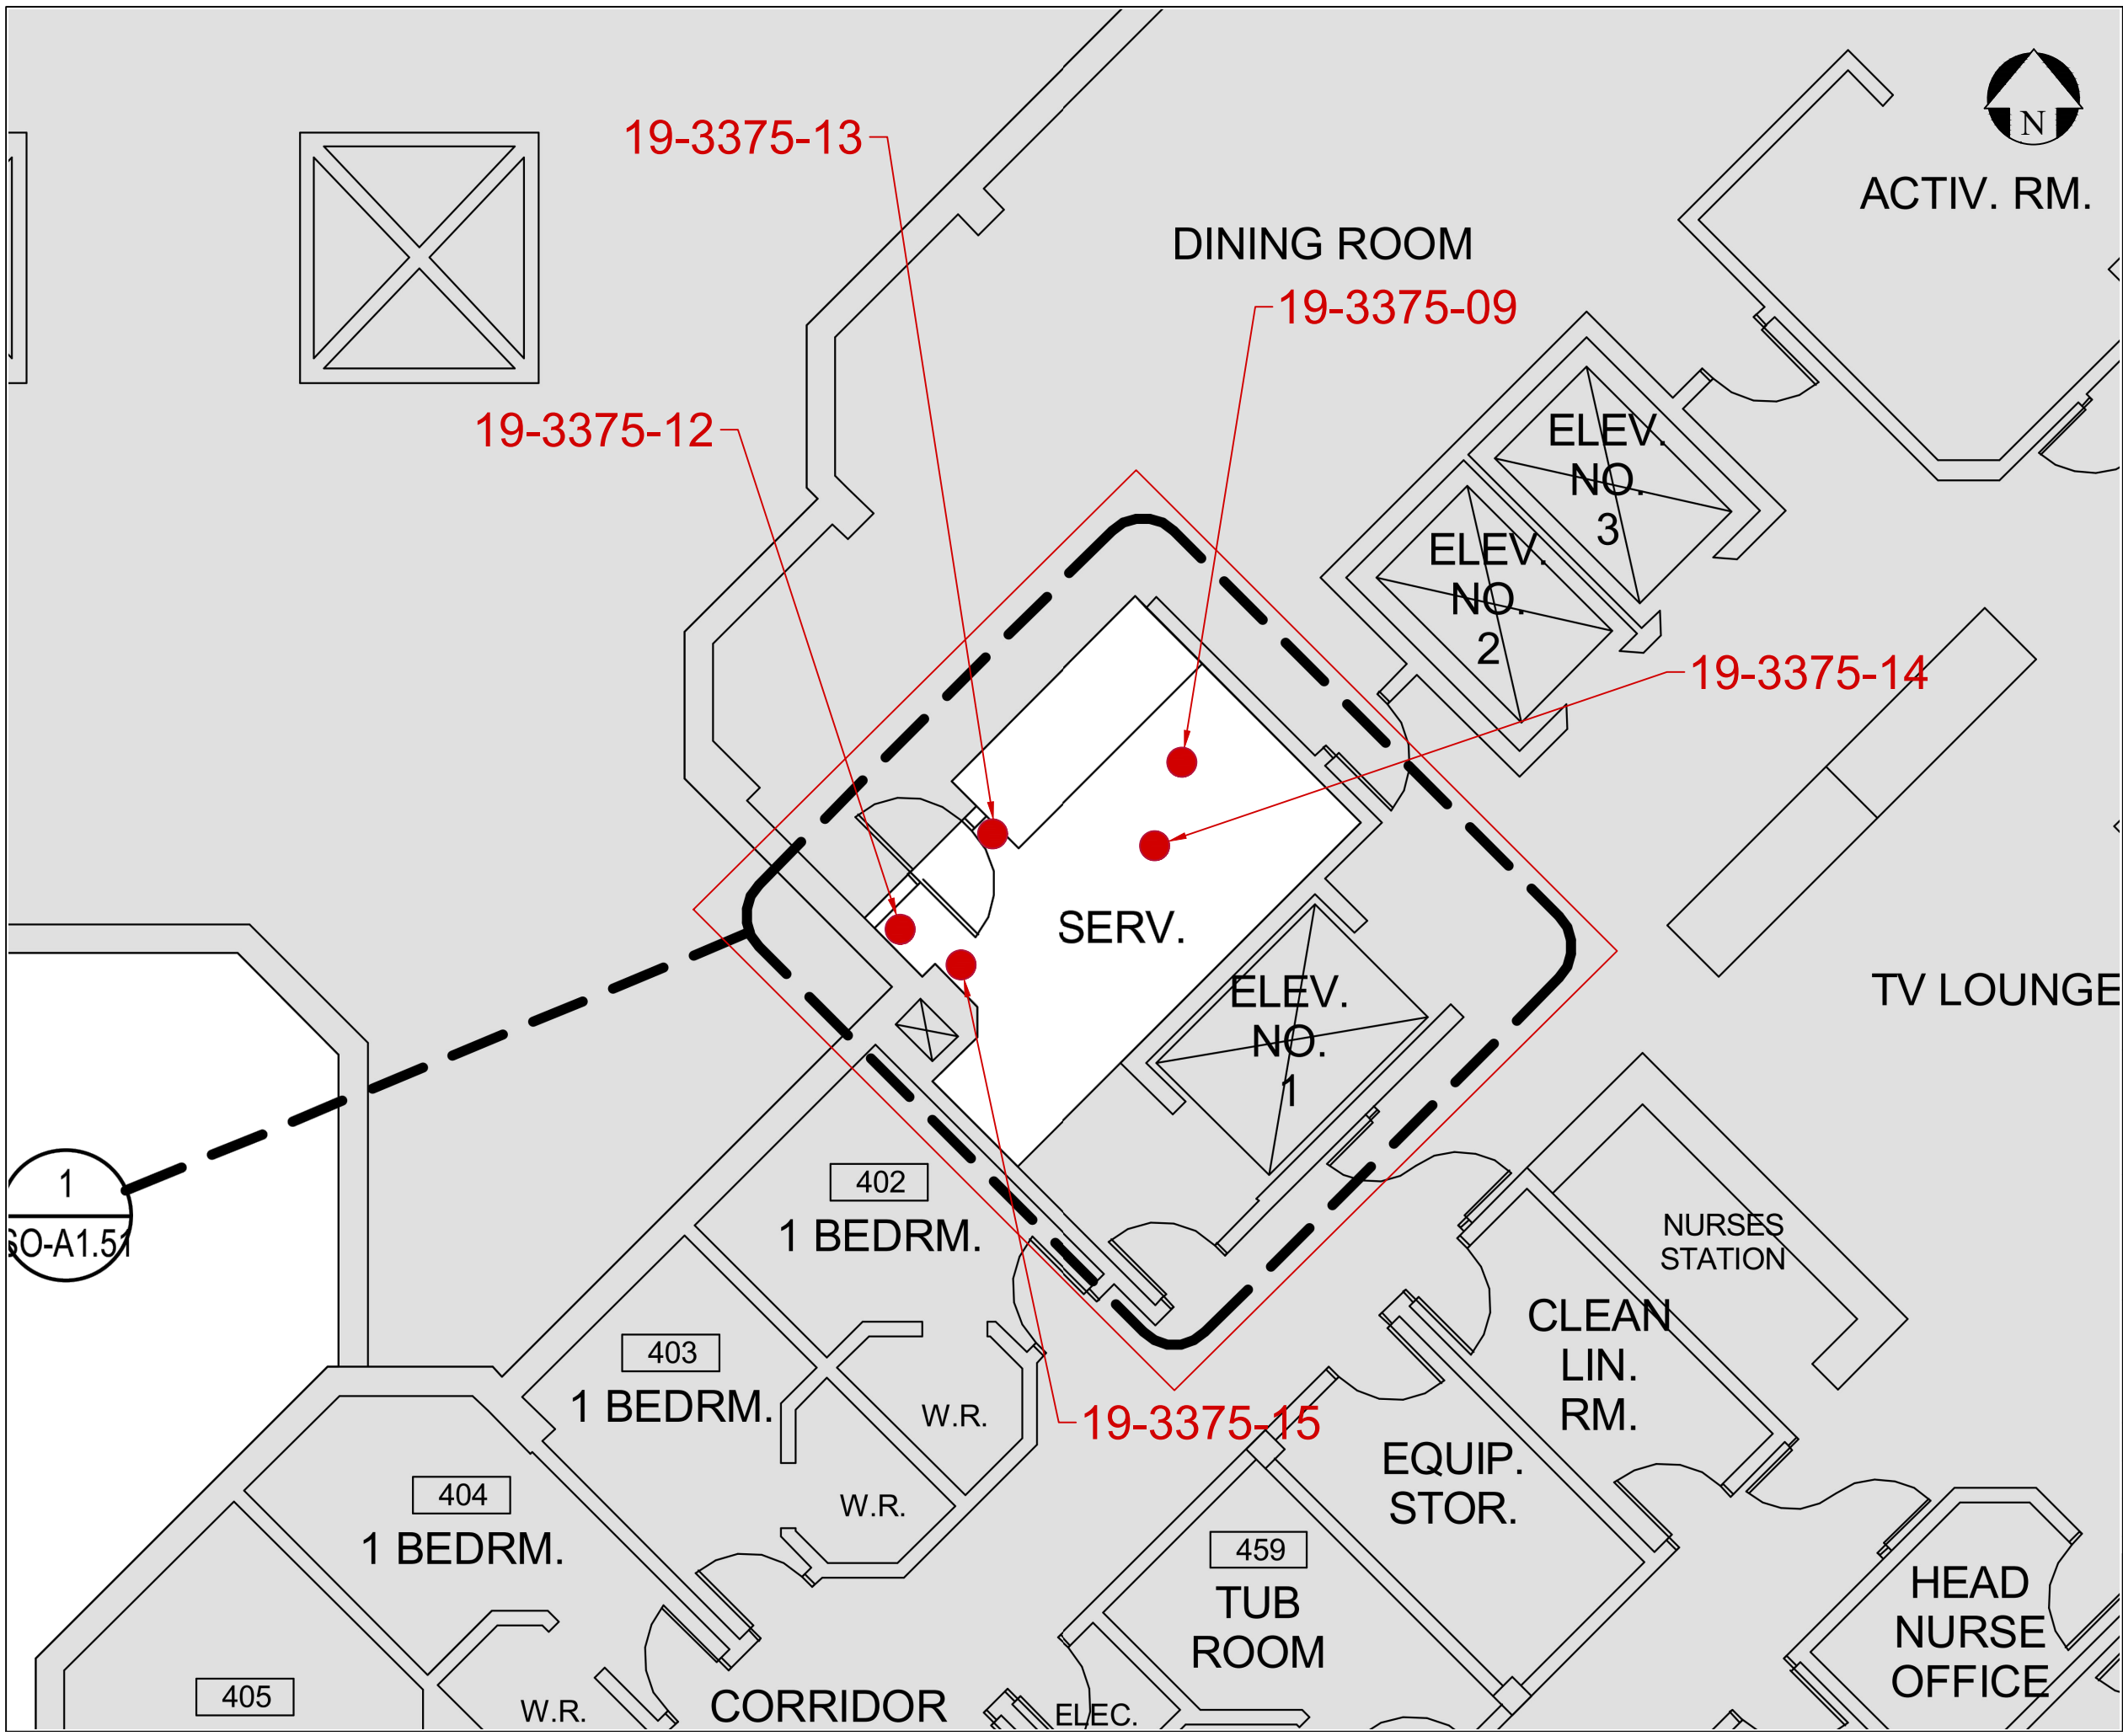 N
ACTIV. RM.
19-3375-13
DINING ROOM
19-3375-09
19-3375-12
ELEV.
NO.
3
ELEV.
NO.
2
19-3375-14
SERV.
ELEV.
NO.
1
TV LOUNGE
1
SO-A1.51
402
1 BEDRM.
NURSES
STATION
403
1 BEDRM.
CLEAN
LIN.
RM.
W.R.
19-3375-15
EQUIP.
STOR.
404
1 BEDRM.
W.R.
459
TUB
ROOM
HEAD
NURSE
OFFICE
405
W.R.
CORRIDOR
ELEC.